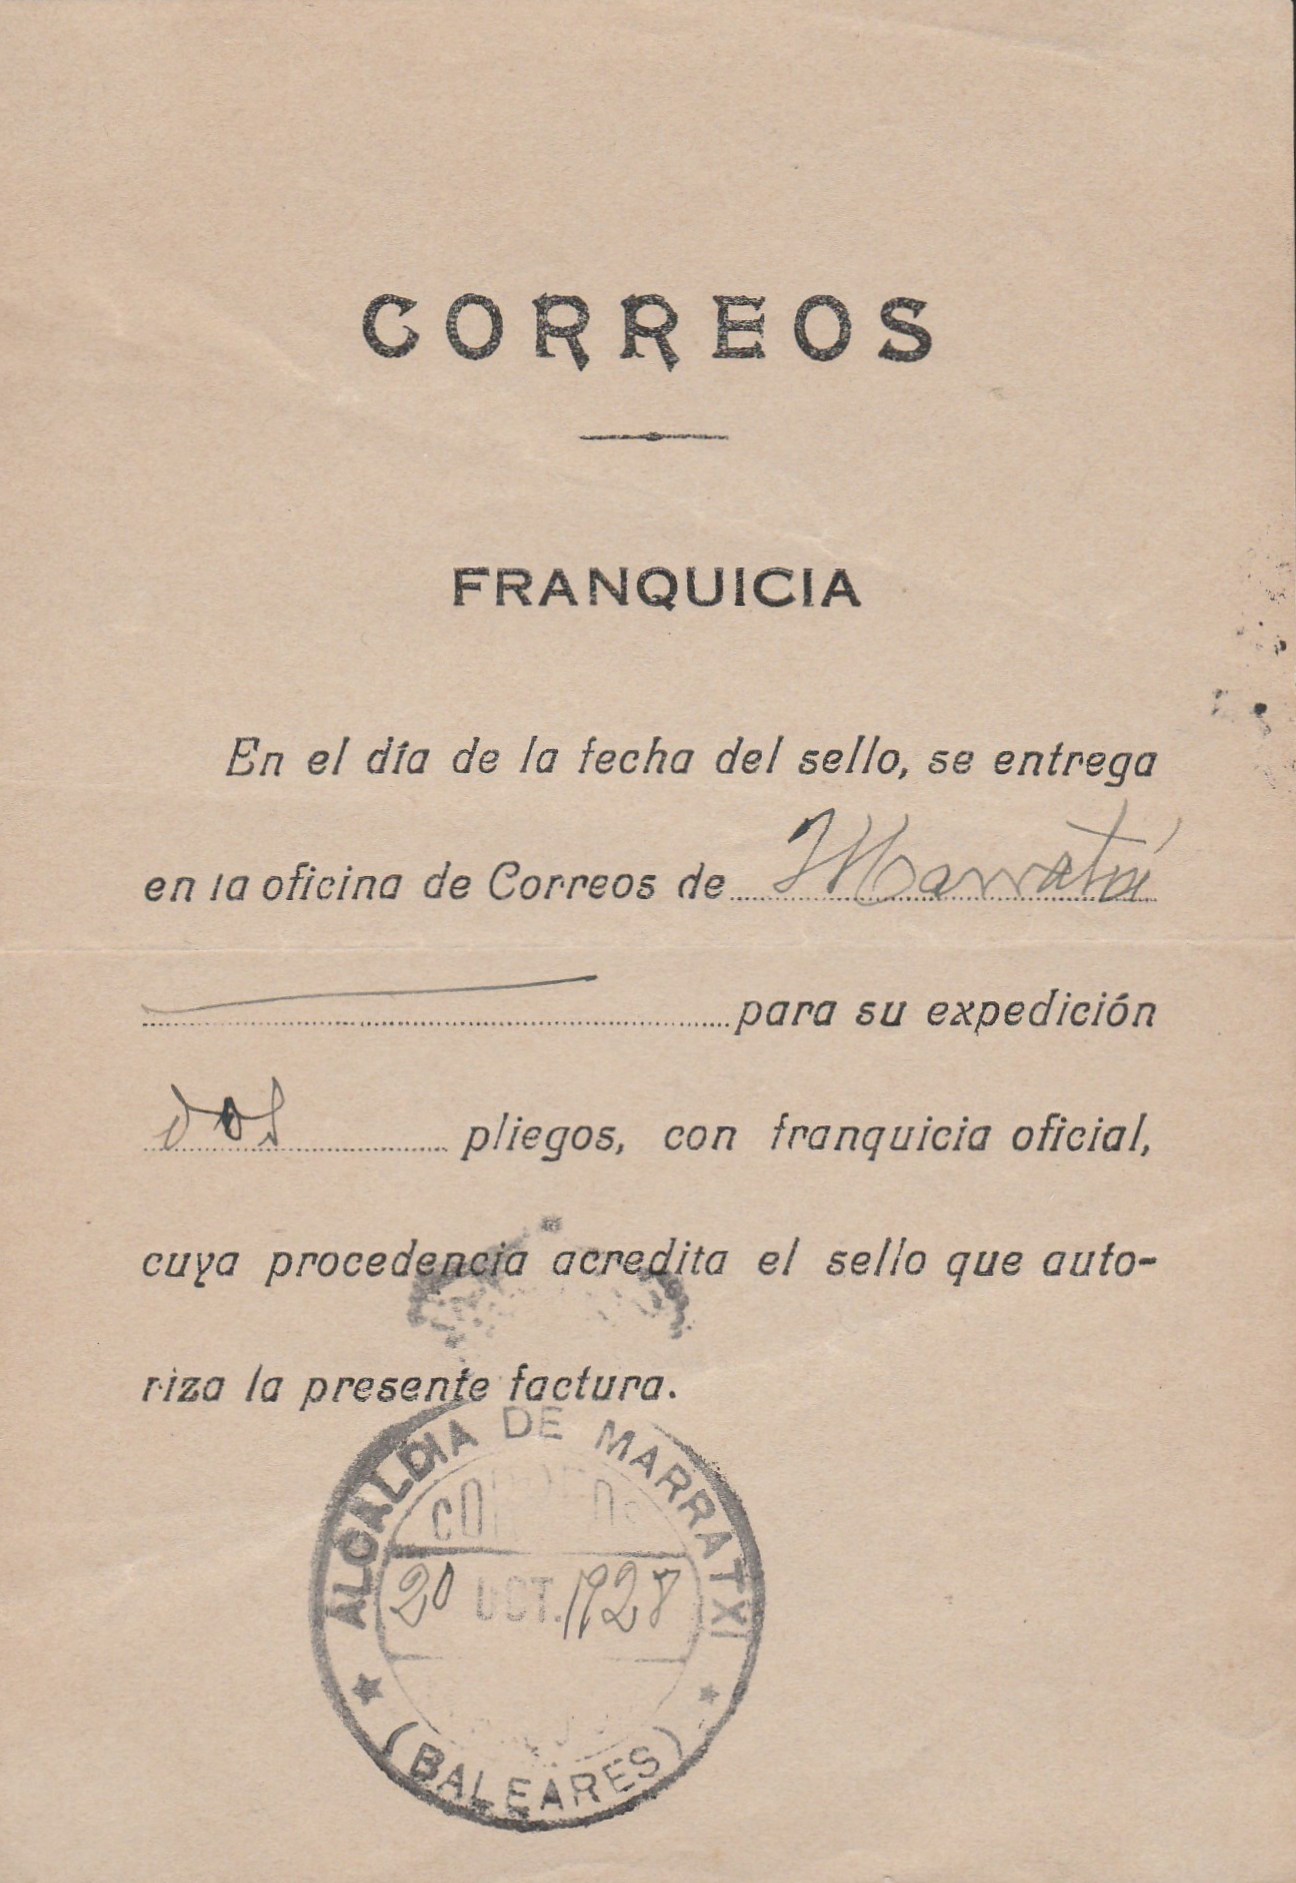 CORREOS
FRANQUICIA
En el día de la fecha del sello, se entrega
en la oficina de Correos de Marratxí
para su expedición
dos pliegos, con franquicia oficial,
cuya procedencia acredita el sello que auto-
riza la presente factura.
ALCALDIA DE MARRATXI
CORREOS
20 OCT. 1928
(BALEARES)